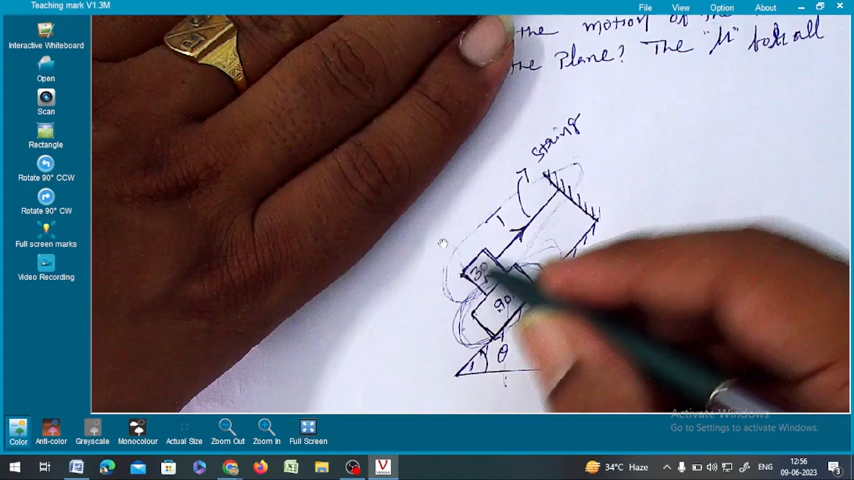 Teaching mark V1.3M
File View Option About
Interactive Whiteboard
Open
Scan
Rectangle
Rotate 90° CCW
Rotate 90° CW
Full screen marks
Video Recording
the motion of the
the Plane? The "μ" for all
String
T
30
90
θ
Activate Windows
Go to Settings to activate Windows.
Color Anti-color Greyscale Monocolour Actual Size Zoom Out Zoom In Full Screen
34°C Haze ENG 12:56 09-06-2023 3